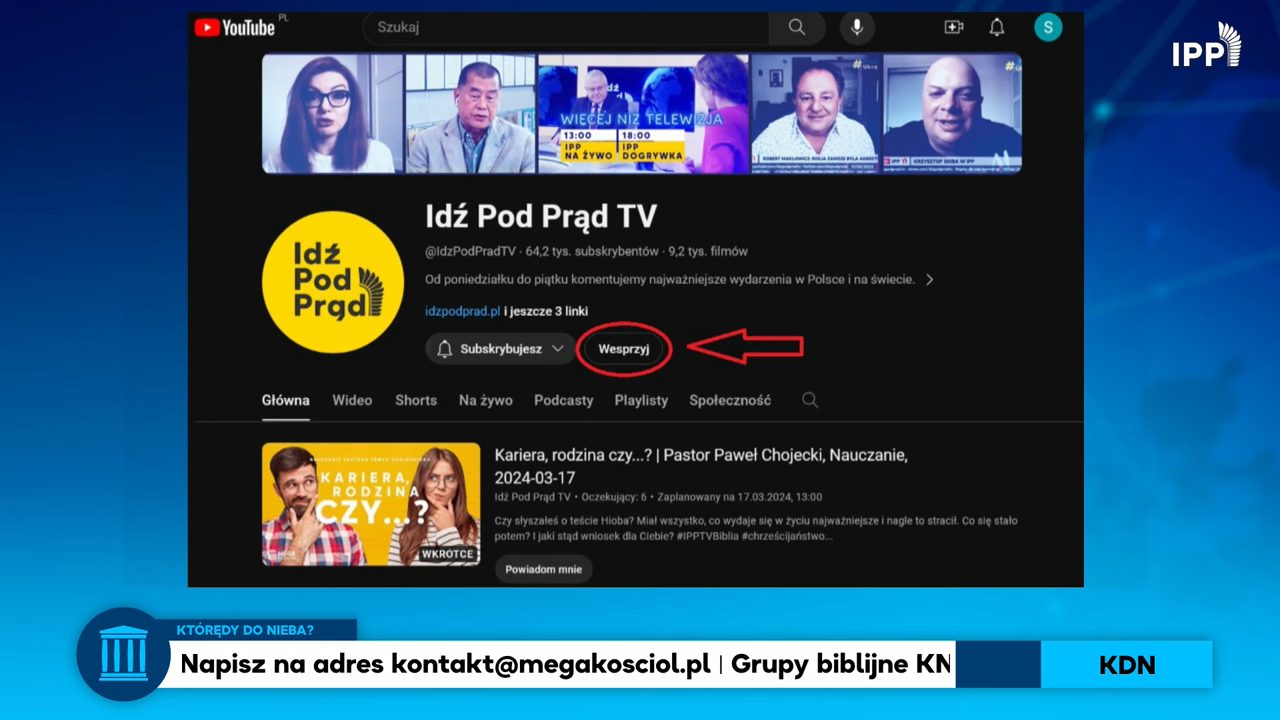 YouTube PL
Szukaj
S
IPP
WIĘCEJ NIŻ TELEWIZJA
13:00
IPP
NA ŻYWO
18:00
IPP
DOGRYWKA
IPP
KRZYSZTOF SKIBA W IPP
Idź Pod Prąd TV
Idź
Pod
Prąd
@IdzPodPradTV · 64,2 tys. subskrybentów · 9,2 tys. filmów
Od poniedziałku do piątku komentujemy najważniejsze wydarzenia w Polsce i na świecie.
idzpodprad.pl i jeszcze 3 linki
Subskrybujesz
Wesprzyj
Główna Wideo Shorts Na żywo Podcasty Playlisty Społeczność
KARIERA,
RODZINA
CZY...?
WKRÓTCE
Kariera, rodzina czy...? | Pastor Paweł Chojecki, Nauczanie,
2024-03-17
Idź Pod Prąd TV • Oczekujący: 6 • Zaplanowany na 17.03.2024, 13:00
Czy słyszałeś o teście Hioba? Miał wszystko, co wydaje się w życiu najważniejsze i nagle to stracił. Co się stało
potem? I jaki stąd wniosek dla Ciebie? #IPPTVBiblia #chrześcijaństwo...
Powiadom mnie
KTÓRĘDY DO NIEBA?
Napisz na adres kontakt@megakosciol.pl | Grupy biblijne KN
KDN